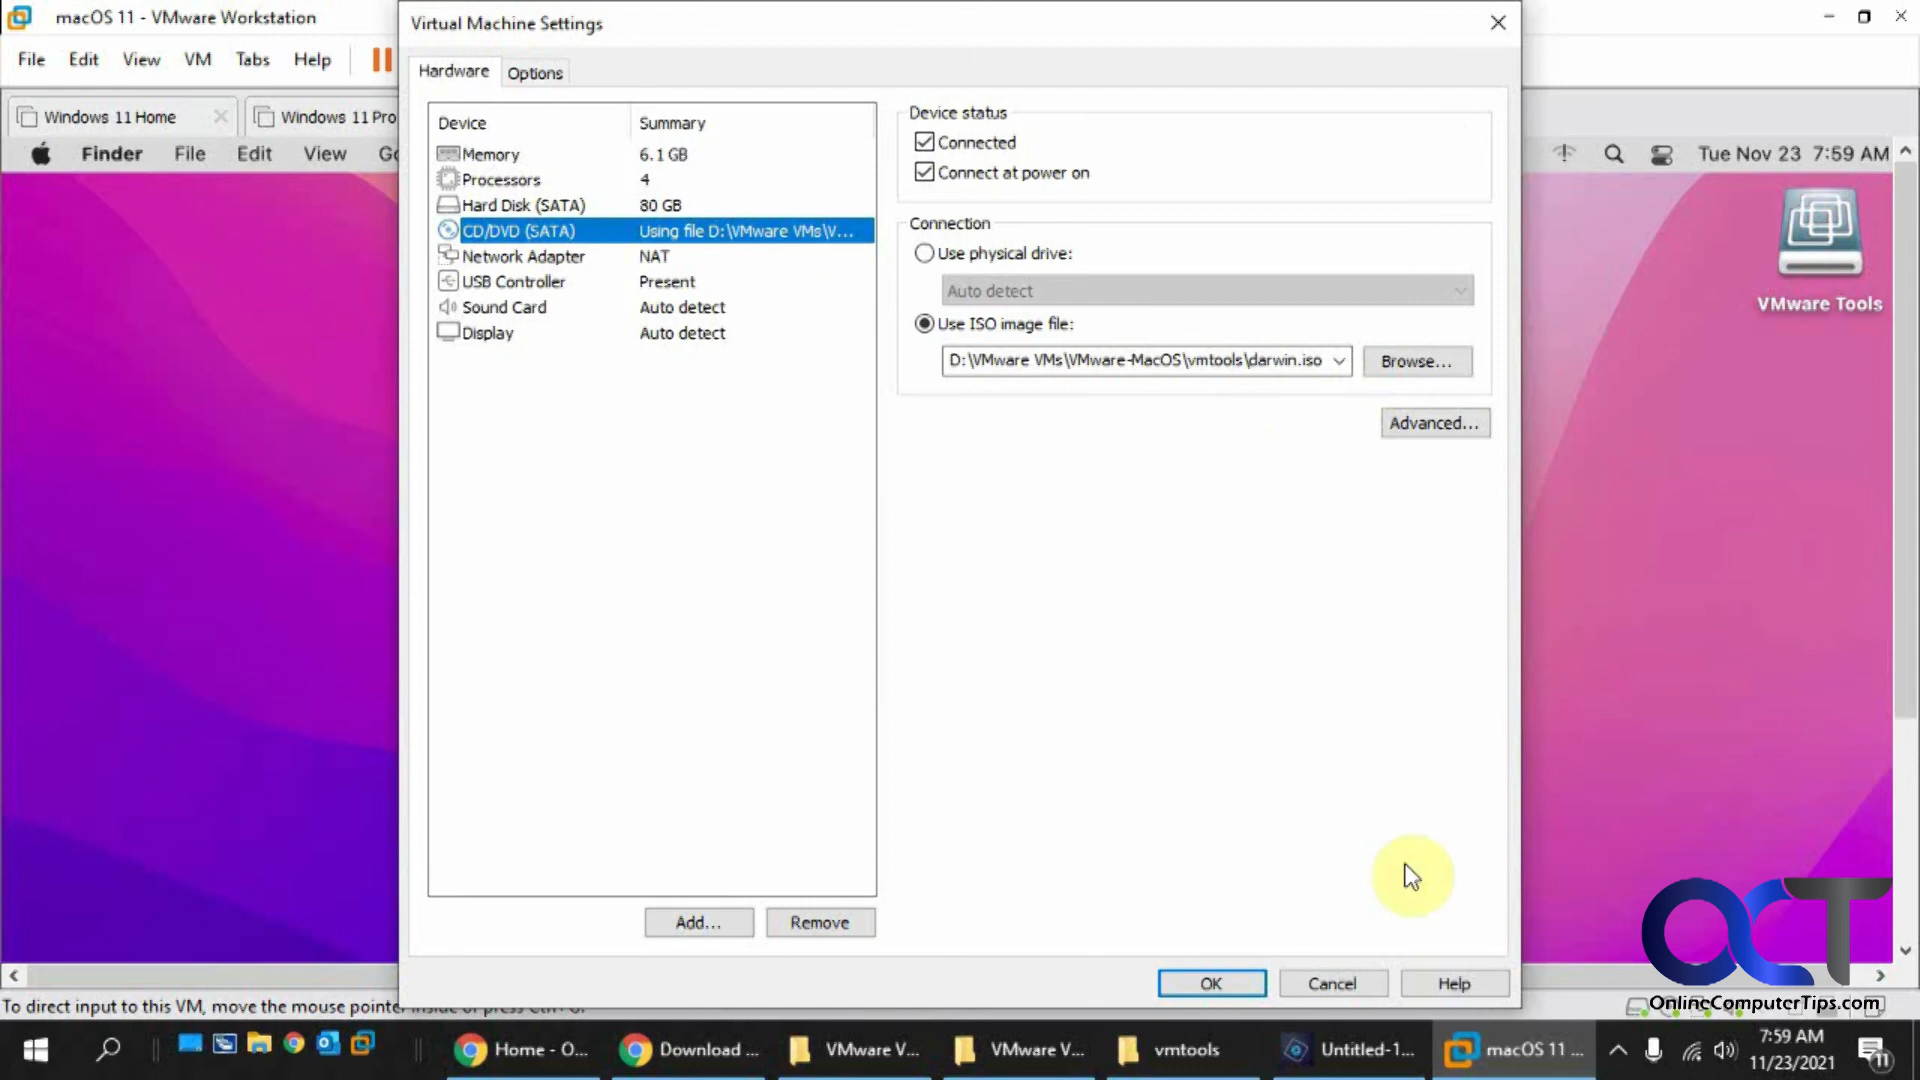 macOS 11 - VMware Workstation
Virtual Machine Settings
File Edit View VM Tabs Help
Hardware Options
Windows 11 Home
Windows 11 Pro
Finder File Edit View
Tue Nov 23 7:59 AM
VMware Tools
Device Summary
Memory 6.1 GB
Processors 4
Hard Disk (SATA) 80 GB
CD/DVD (SATA) Using file D:\VMware VMs\V...
Network Adapter NAT
USB Controller Present
Sound Card Auto detect
Display Auto detect
Device status
Connected
Connect at power on
Connection
Use physical drive:
Auto detect
Use ISO image file:
D:\VMware VMs\VMware-MacOS\vmtools\darwin.iso
Browse...
Advanced...
Add... Remove
OK Cancel Help
To direct input to this VM, move the mouse pointer
OCT
OnlineComputerTips.com
Home - O...
Download ...
VMware V...
VMware V...
vmtools
Untitled-1...
macOS 11 ...
7:59 AM
11/23/2021
11